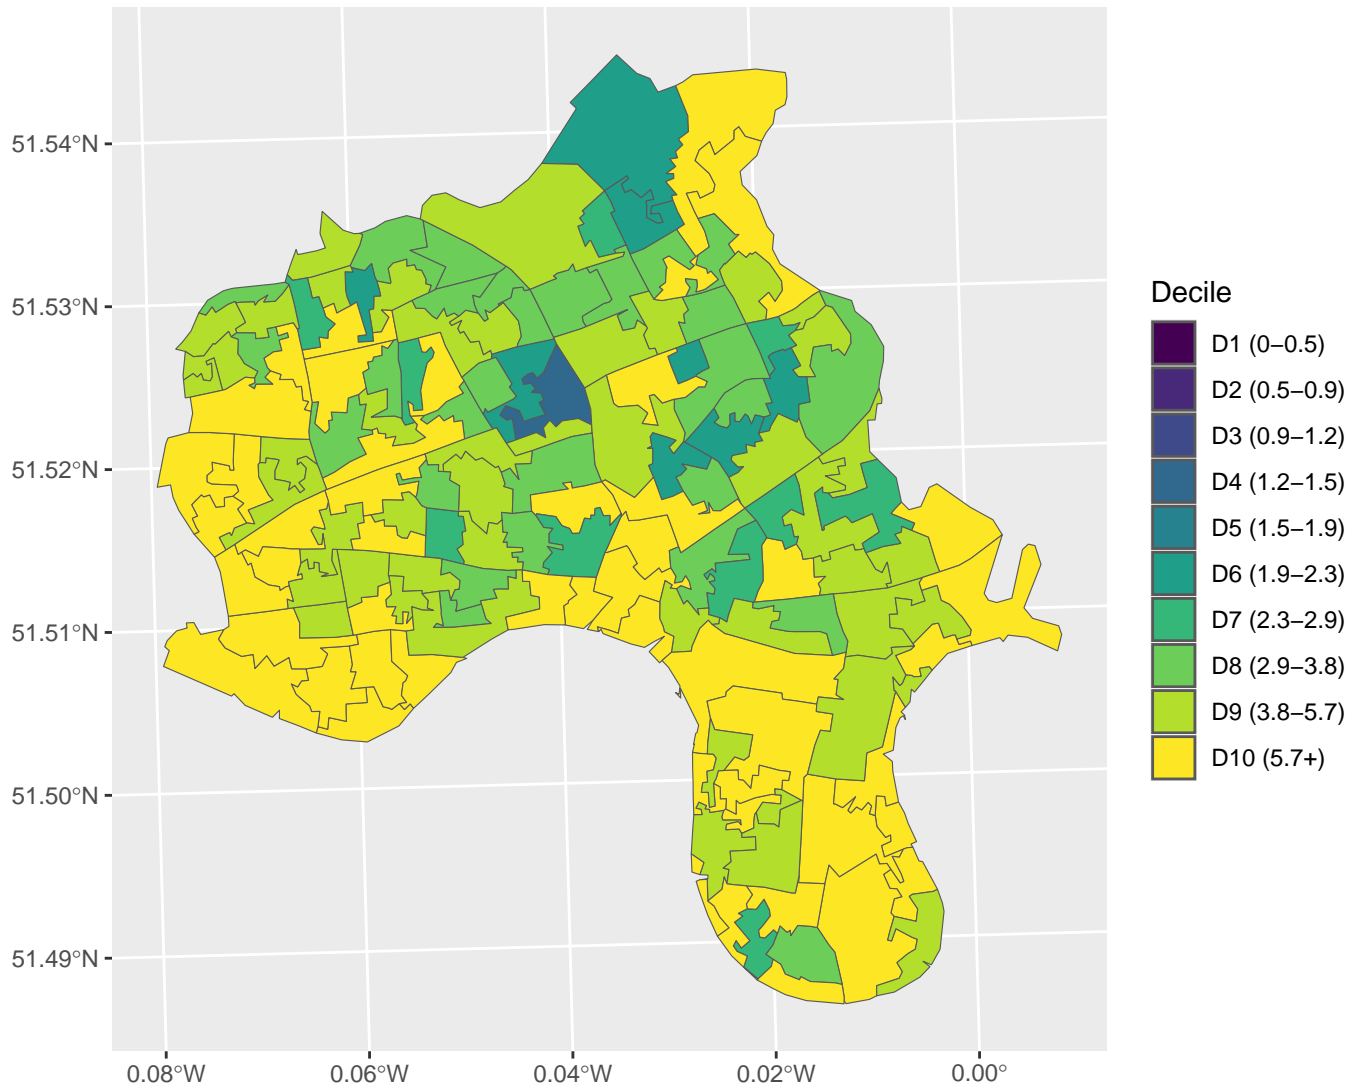 51.54°N
51.53°N
51.52°N
51.51°N
51.50°N
51.49°N
0.08°W
0.06°W
0.04°W
0.02°W
0.00°
Decile
D1 (0–0.5)
D2 (0.5–0.9)
D3 (0.9–1.2)
D4 (1.2–1.5)
D5 (1.5–1.9)
D6 (1.9–2.3)
D7 (2.3–2.9)
D8 (2.9–3.8)
D9 (3.8–5.7)
D10 (5.7+)